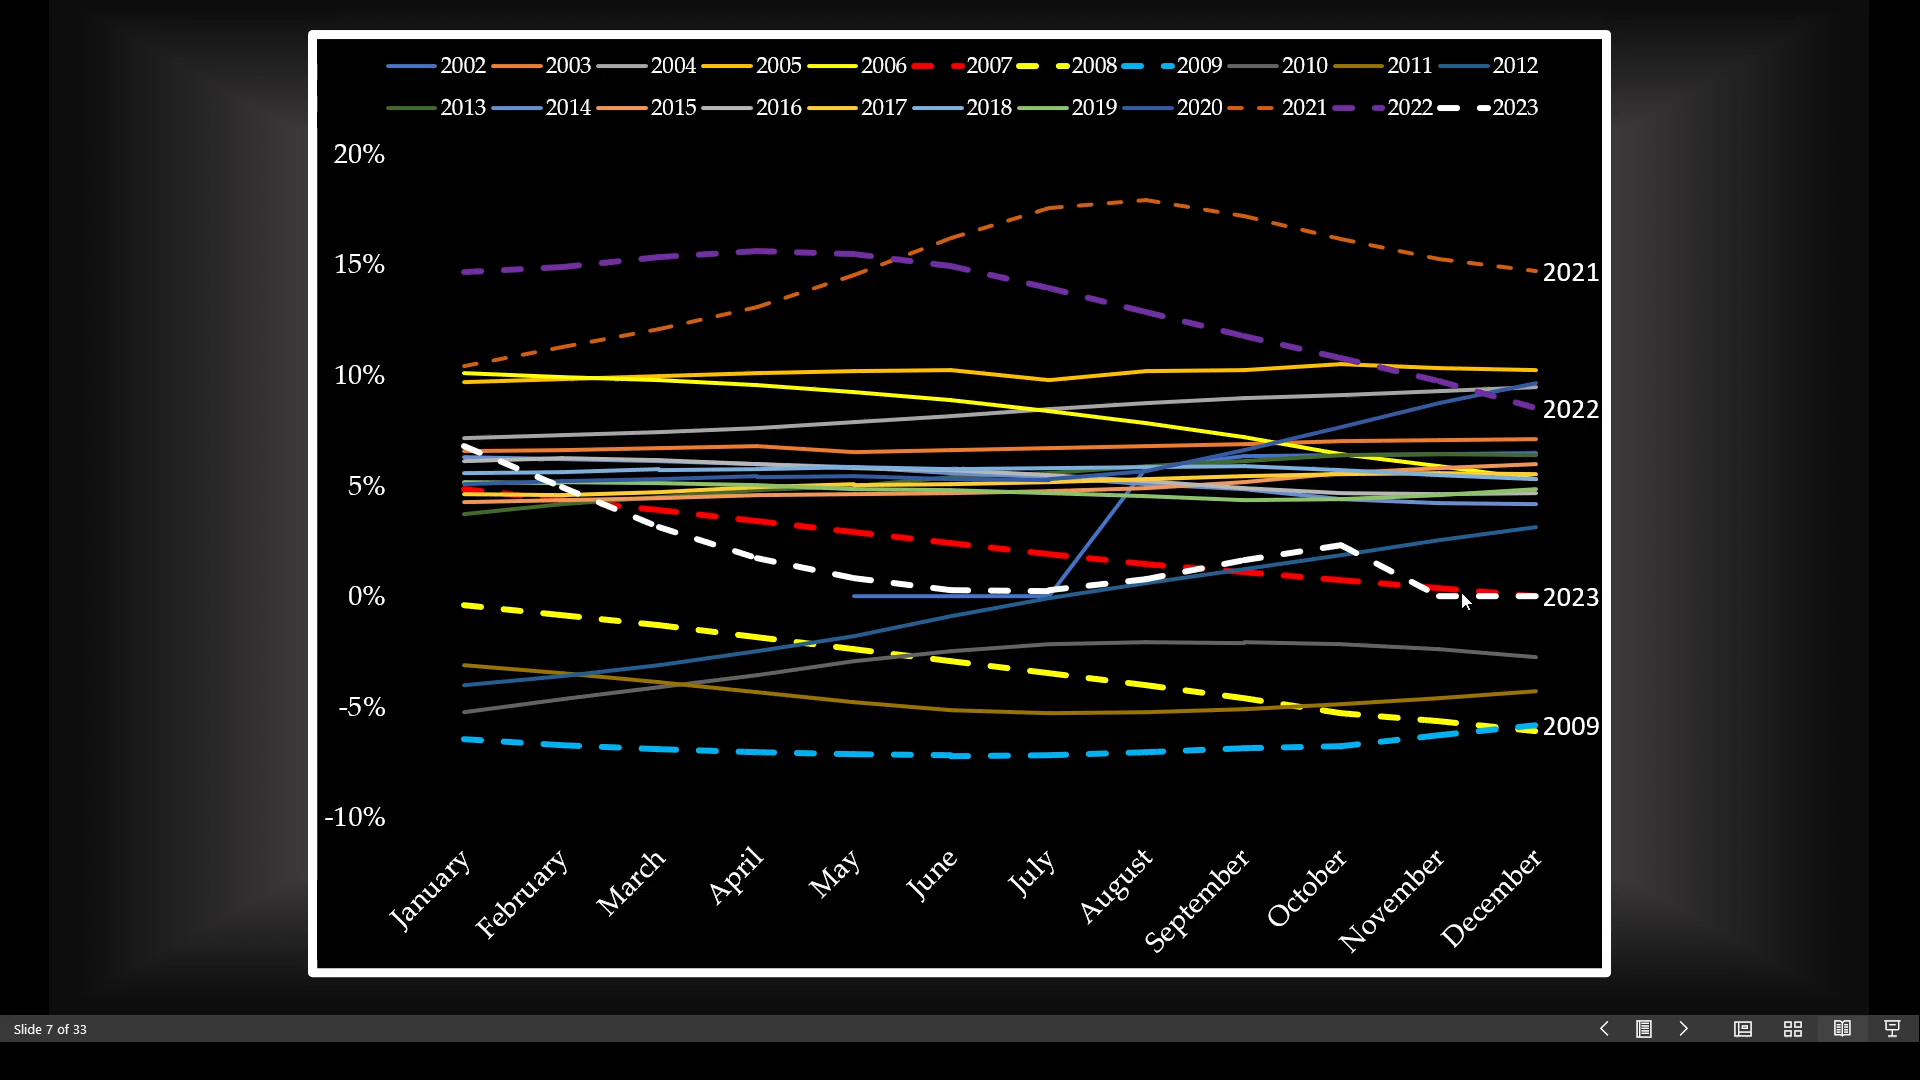 2002 2003 2004 2005 2006 2007 2008 2009 2010 2011 2012
2013 2014 2015 2016 2017 2018 2019 2020 2021 2022 2023
20%
15%
10%
5%
0%
-5%
-10%
2021
2022
2023
2009
January February March April May June July August September October November December
Slide 7 of 33